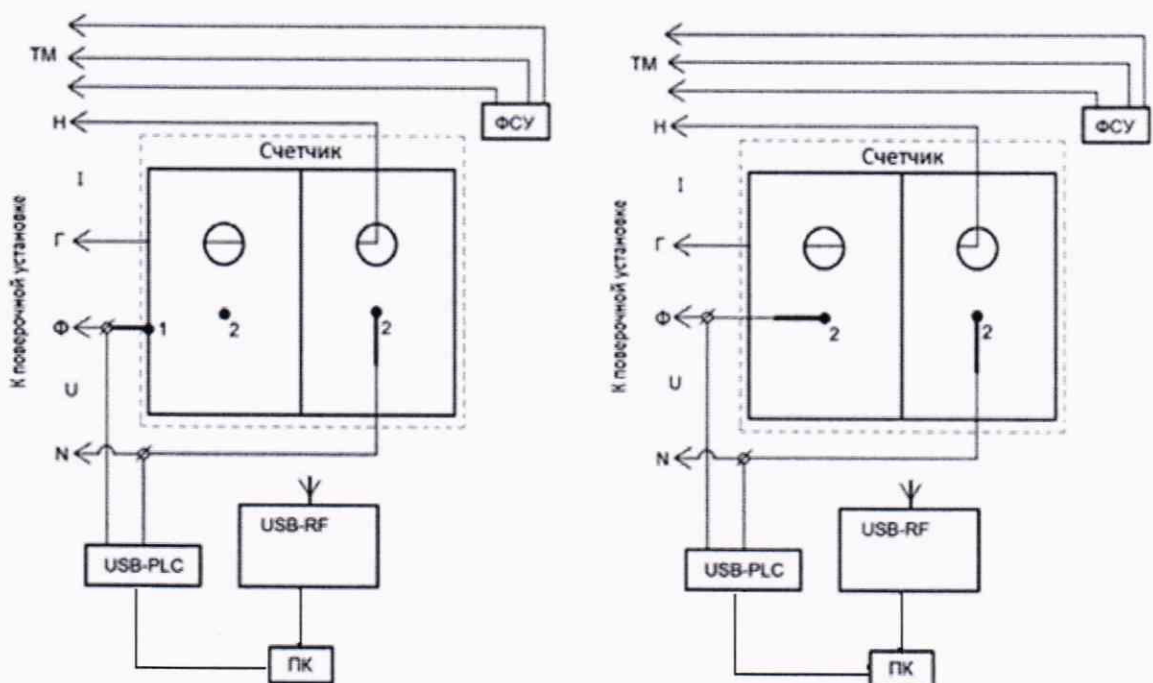 ТМ
ФСУ
Н
Счетчик
I
Г
К поверочной установке
Ф
1
2
2
U
N
USB-RF
USB-PLC
ПК
ТМ
ФСУ
Н
Счетчик
I
Г
К поверочной установке
Ф
2
2
U
N
USB-RF
USB-PLC
ПК